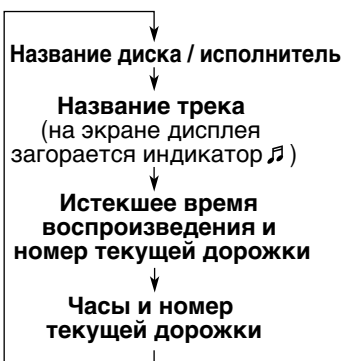 Название диска / исполнитель
Название трека
(на экране дисплея
загорается индикатор ♬)
Истекшее время
воспроизведения и
номер текущей дорожки
Часы и номер
текущей дорожки